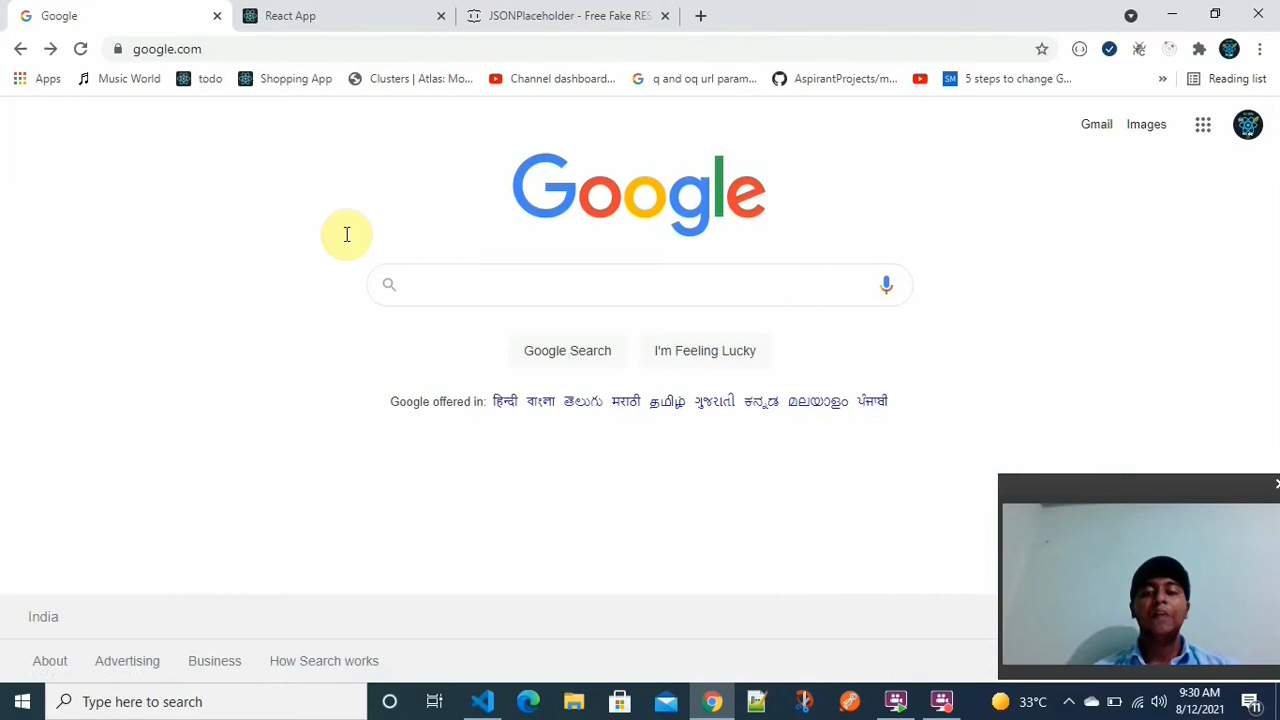 Google
React App
JSONPlaceholder - Free Fake RES
google.com
Apps
Music World
todo
Shopping App
Clusters | Atlas: Mo...
Channel dashboard...
q and oq url param...
AspirantProjects/m...
SM
5 steps to change G...
»
Reading list
Gmail
Images
Google
Google Search
I'm Feeling Lucky
Google offered in: हिन्दी বাংলা తెలుగు मराठी தமிழ் ગુજરાતી ಕನ್ನಡ മലയാളം ਪੰਜਾਬੀ
India
About
Advertising
Business
How Search works
Type here to search
33°C
9:30 AM
8/12/2021
11